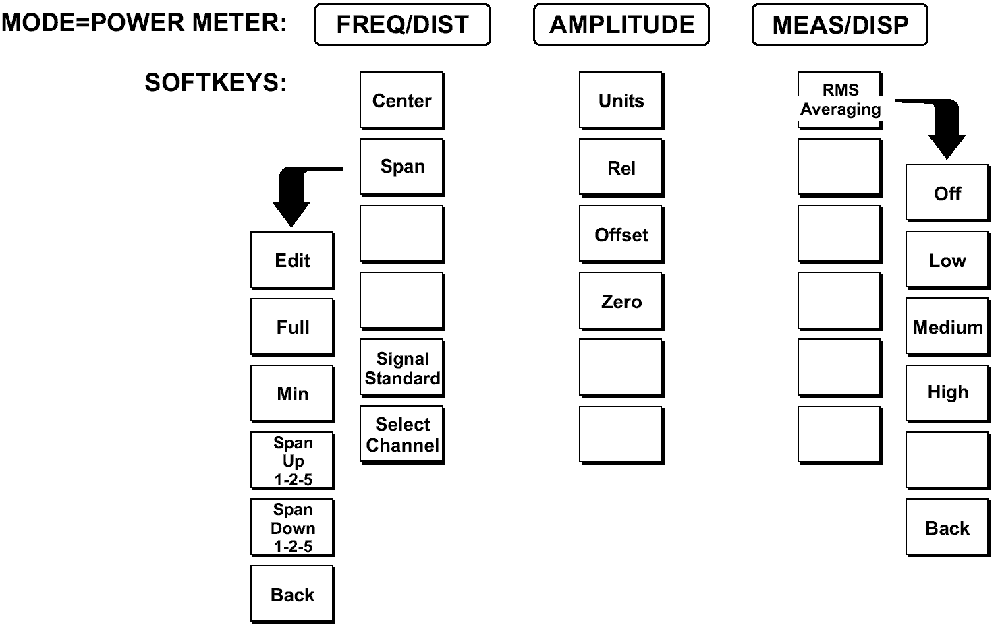 MODE=POWER METER:
FREQ/DIST
AMPLITUDE
MEAS/DISP
SOFTKEYS:
Center
Span
Signal
Standard
Select
Channel
Edit
Full
Min
Span
Up
1-2-5
Span
Down
1-2-5
Back
Units
Rel
Offset
Zero
RMS
Averaging
Off
Low
Medium
High
Back